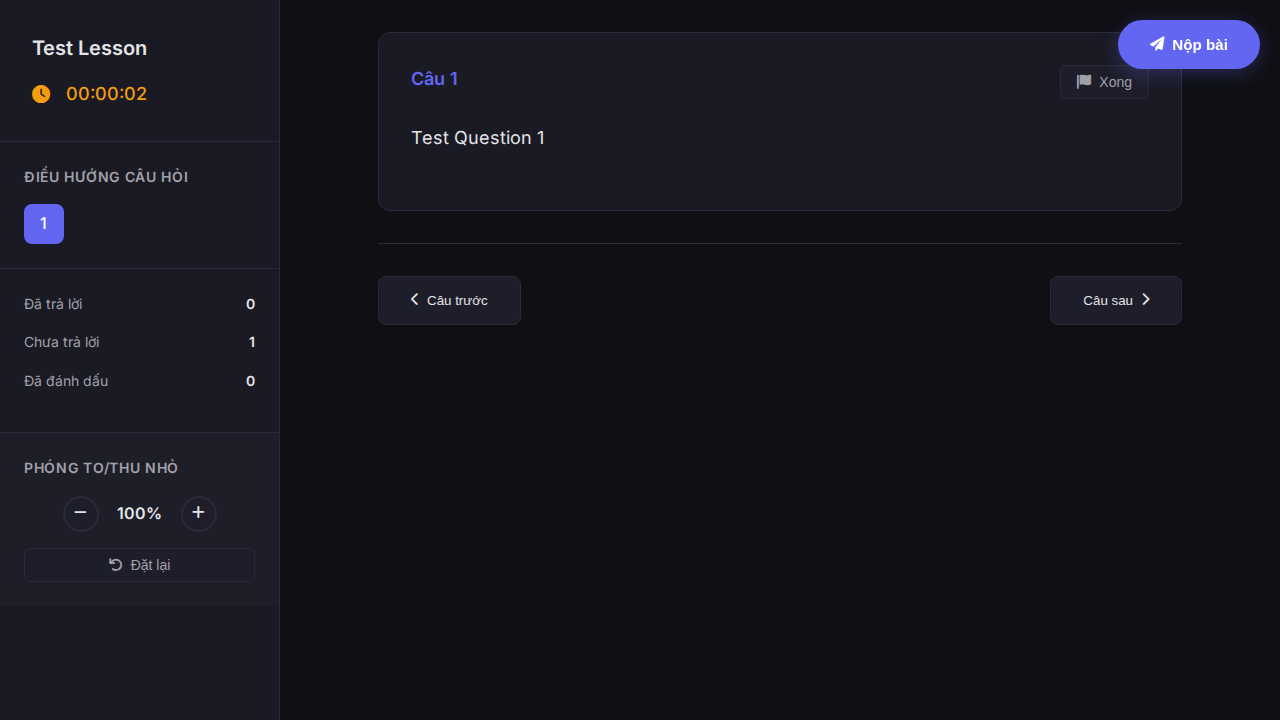 Test Lesson
00:00:02
ĐIỀU HƯỚNG CÂU HỎI
1
Đã trả lời 0
Chưa trả lời 1
Đã đánh dấu 0
PHÓNG TO/THU NHỎ
− 100% +
Đặt lại
Nộp bài
Câu 1
Xong
Test Question 1
Câu trước
Câu sau